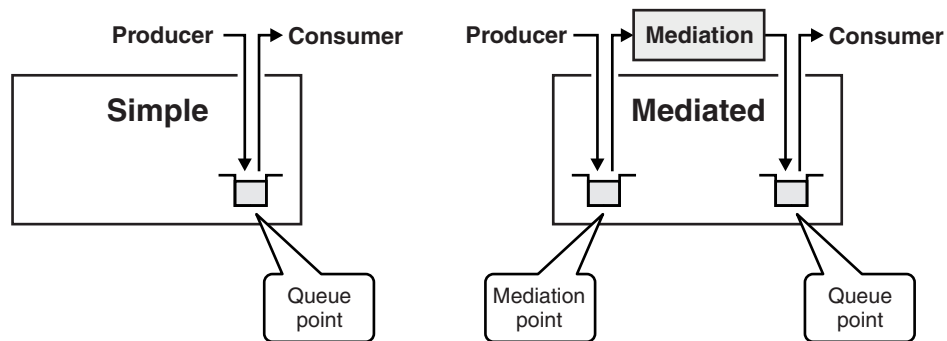 Producer
Consumer
Simple
Queue
point
Producer
Mediation
Consumer
Mediated
Mediation
point
Queue
point